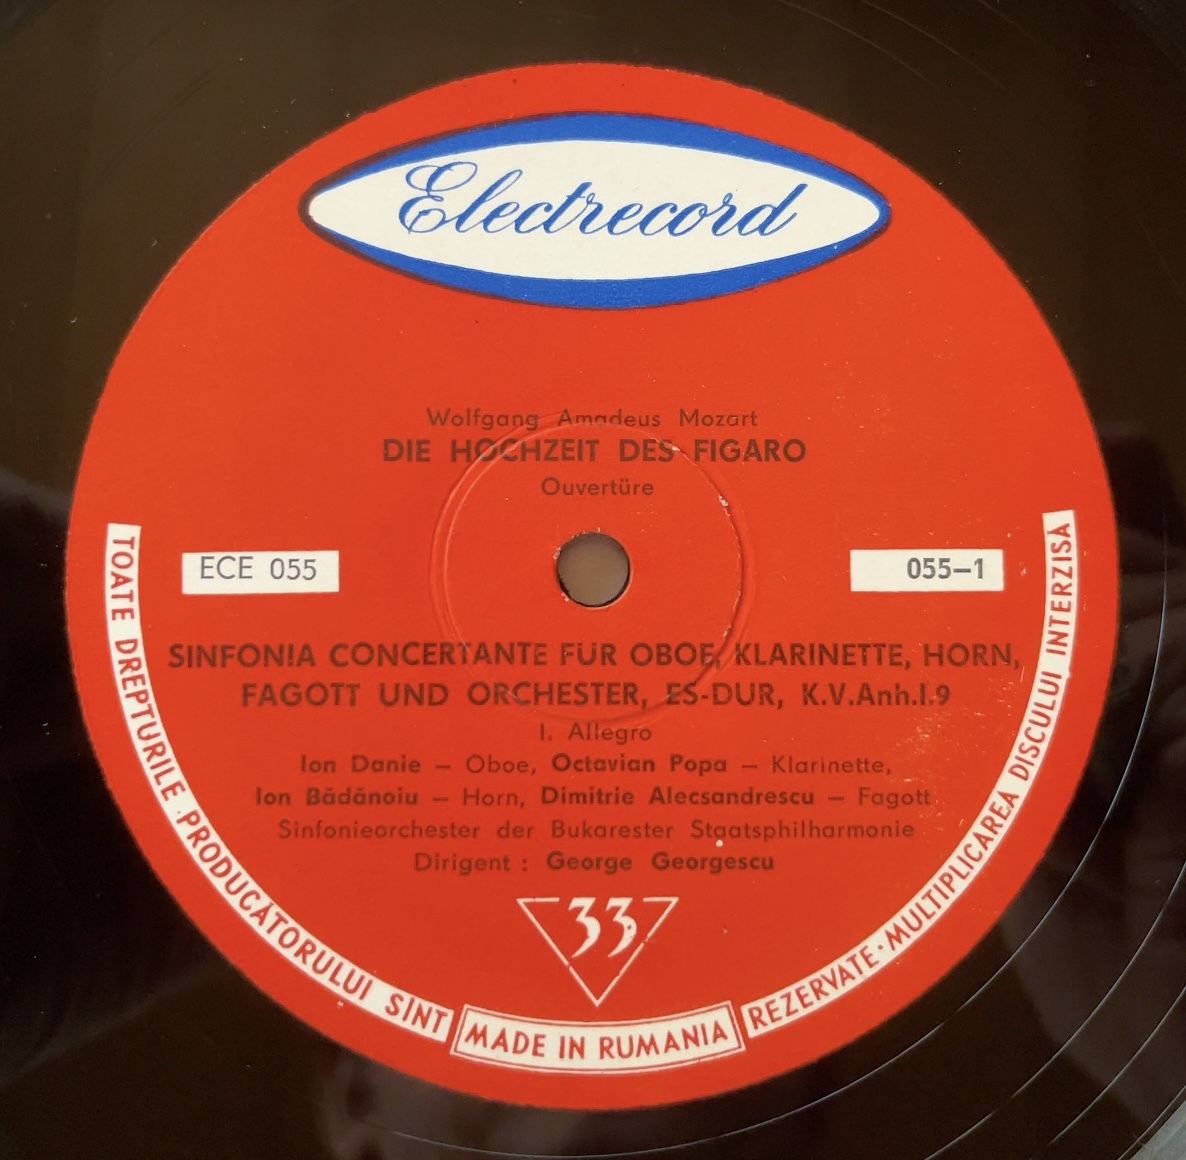 Electrecord
Wolfgang Amadeus Mozart
DIE HOCHZEIT DES FIGARO
Ouvertüre
ECE 055
055–1
SINFONIA CONCERTANTE FÜR OBOE, KLARINETTE, HORN,
FAGOTT UND ORCHESTER, ES-DUR, K.V.Anh.I.9
I. Allegro
Ion Danie – Oboe, Octavian Popa – Klarinette,
Ion Bădănoiu – Horn, Dimitrie Alecsandrescu – Fagott
Sinfonieorchester der Bukarester Staatsphilharmonie
Dirigent : George Georgescu
33
TOATE DREPTURILE PRODUCĂTORULUI SÎNT
MADE IN RUMANIA
REZERVATE · MULTIPLICAREA DISCULUI INTERZISĂ